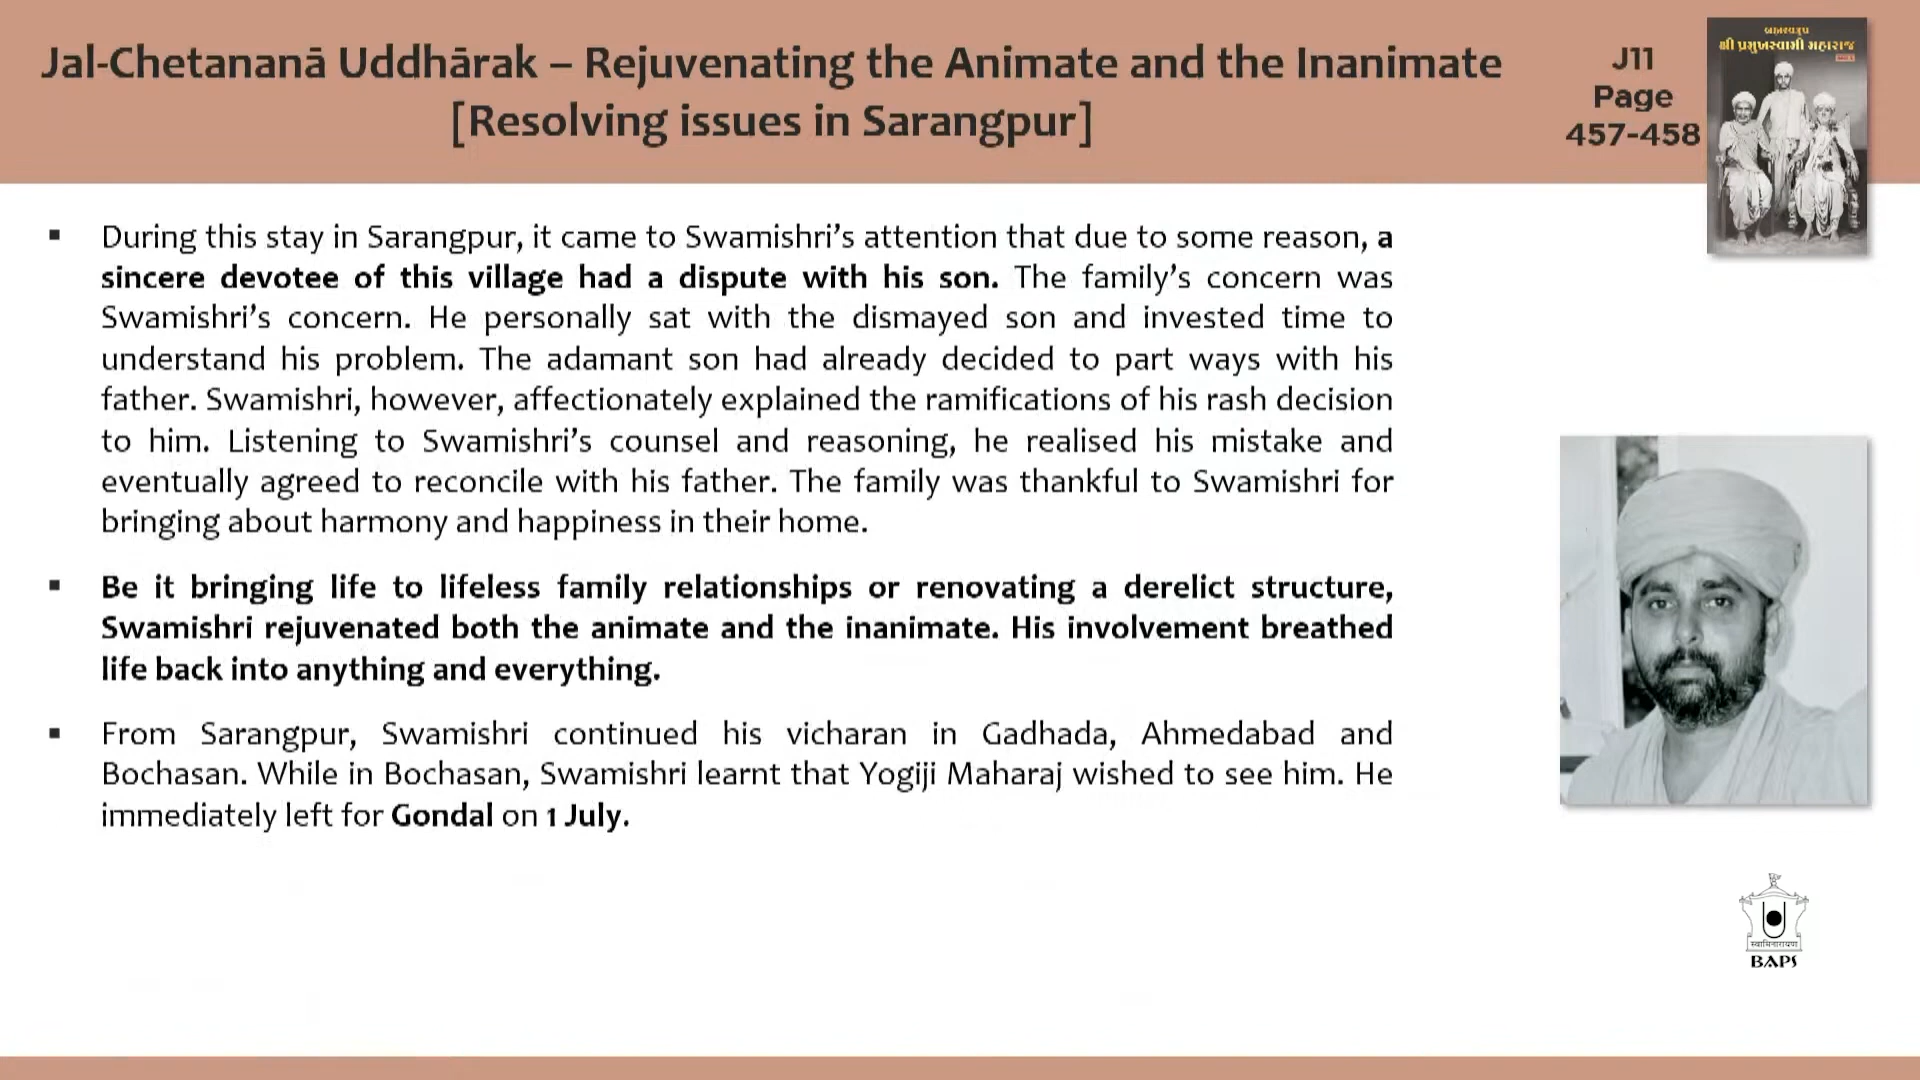 Jal-Chetananā Uddhārak – Rejuvenating the Animate and the Inanimate
[Resolving issues in Sarangpur]
J11
Page
457-458
બ્રહ્મસ્વરૂપ
શ્રી પ્રમુખસ્વામી મહારાજ
▪ During this stay in Sarangpur, it came to Swamishri’s attention that due to some reason, a
sincere devotee of this village had a dispute with his son. The family’s concern was
Swamishri’s concern. He personally sat with the dismayed son and invested time to
understand his problem. The adamant son had already decided to part ways with his
father. Swamishri, however, affectionately explained the ramifications of his rash decision
to him. Listening to Swamishri’s counsel and reasoning, he realised his mistake and
eventually agreed to reconcile with his father. The family was thankful to Swamishri for
bringing about harmony and happiness in their home.
▪ Be it bringing life to lifeless family relationships or renovating a derelict structure,
Swamishri rejuvenated both the animate and the inanimate. His involvement breathed
life back into anything and everything.
▪ From Sarangpur, Swamishri continued his vicharan in Gadhada, Ahmedabad and
Bochasan. While in Bochasan, Swamishri learnt that Yogiji Maharaj wished to see him. He
immediately left for Gondal on 1 July.
स्वामिनारायण
BAPS